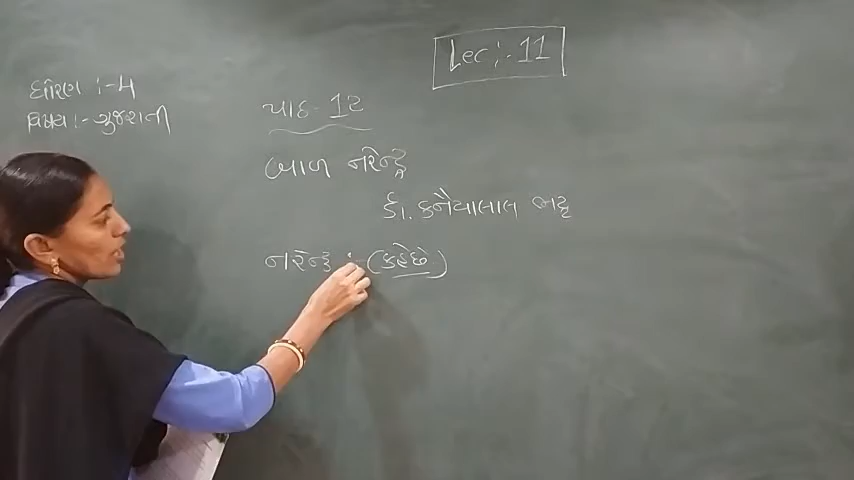 Lec :- 11
ધોરણ :- 4
વિષય :- ગુજરાતી
પાઠ - 12
બાળ નરેન્દ્ર
ડૉ. કનૈયાલાલ ભટ્ટ
નરેન્દ્ર :- (કહે છે)